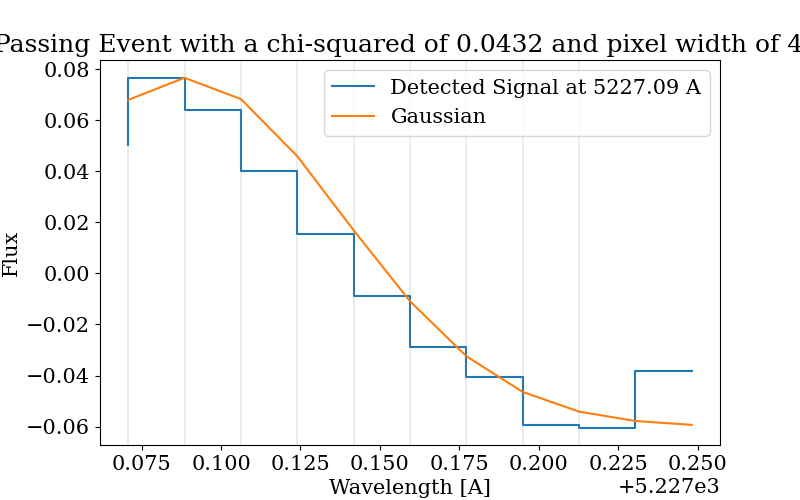 Passing Event with a chi-squared of 0.0432 and pixel width of 4
Detected Signal at 5227.09 A
Gaussian
Flux
0.08
0.06
0.04
0.02
0.00
−0.02
−0.04
−0.06
0.075 0.100 0.125 0.150 0.175 0.200 0.225 0.250
+5.227e3
Wavelength [A]